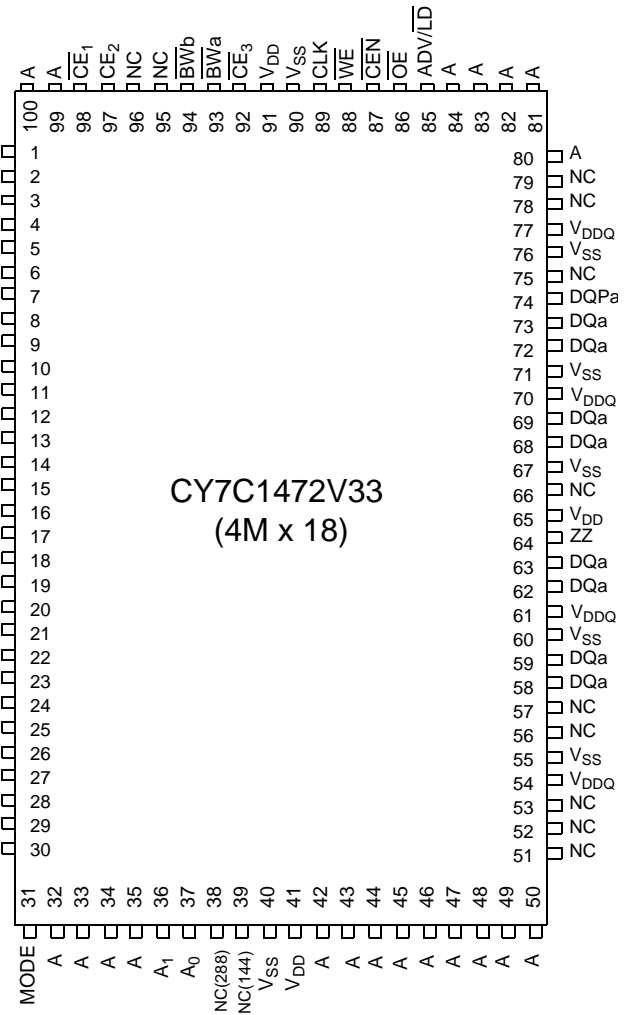 A
A
CE1
CE2
NC
NC
BWb
BWa
CE3
VDD
VSS
CLK
WE
CEN
OE
ADV/LD
A
A
A
A
100
99
98
97
96
95
94
93
92
91
90
89
88
87
86
85
84
83
82
81
1
2
3
4
5
6
7
8
9
10
11
12
13
14
15
16
17
18
19
20
21
22
23
24
25
26
27
28
29
30
CY7C1472V33
(4M x 18)
80 A
79 NC
78 NC
77 VDDQ
76 VSS
75 NC
74 DQPa
73 DQa
72 DQa
71 VSS
70 VDDQ
69 DQa
68 DQa
67 VSS
66 NC
65 VDD
64 ZZ
63 DQa
62 DQa
61 VDDQ
60 VSS
59 DQa
58 DQa
57 NC
56 NC
55 VSS
54 VDDQ
53 NC
52 NC
51 NC
31
32
33
34
35
36
37
38
39
40
41
42
43
44
45
46
47
48
49
50
MODE
A
A
A
A
A1
A0
NC(288)
NC(144)
VSS
VDD
A
A
A
A
A
A
A
A
A